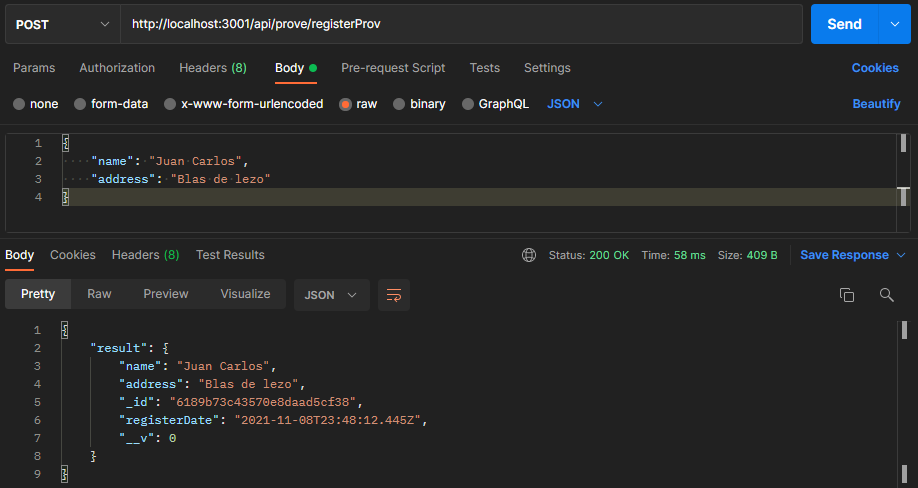 POST http://localhost:3001/api/prove/registerProv Send
Params Authorization Headers (8) Body Pre-request Script Tests Settings Cookies
none form-data x-www-form-urlencoded raw binary GraphQL JSON Beautify
1 {
2 "name": "Juan Carlos",
3 "address": "Blas de lezo"
4 }
Body Cookies Headers (8) Test Results Status: 200 OK Time: 58 ms Size: 409 B Save Response
Pretty Raw Preview Visualize JSON
1 {
2 "result": {
3 "name": "Juan Carlos",
4 "address": "Blas de lezo",
5 "_id": "6189b73c43570e8daad5cf38",
6 "registerDate": "2021-11-08T23:48:12.445Z",
7 "__v": 0
8 }
9 }